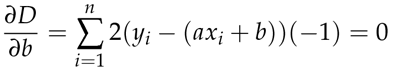 ∂D/∂b = ∑_{i=1}^{n} 2(y_i − (ax_i + b))(−1) = 0